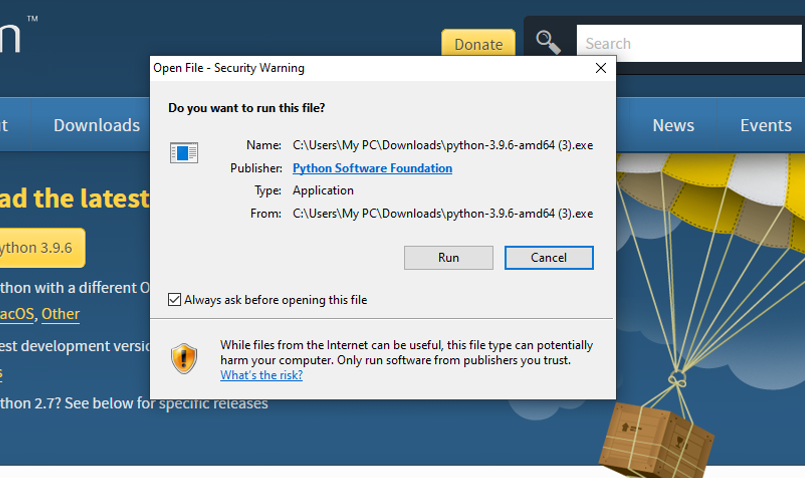 n™
Donate
Search
Open File - Security Warning
Do you want to run this file?
t
Downloads
News
Events
Name: C:\Users\My PC\Downloads\python-3.9.6-amd64 (3).exe
Publisher: Python Software Foundation
Type: Application
From: C:\Users\My PC\Downloads\python-3.9.6-amd64 (3).exe
ad the latest
ython 3.9.6
Run
Cancel
thon with a different O
acOS, Other
Always ask before opening this file
est development versio
s
While files from the Internet can be useful, this file type can potentially
harm your computer. Only run software from publishers you trust.
What's the risk?
thon 2.7? See below for specific releases